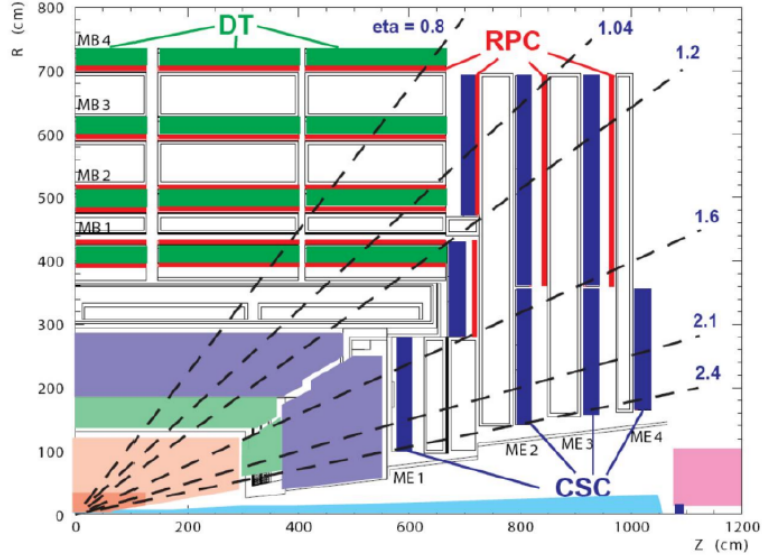 R (cm)
800
700
600
500
400
300
200
100
0
MB 4
MB 3
MB 2
MB 1
DT
eta = 0.8
1.04
RPC
1.2
1.6
2.1
2.4
ME 1
ME 2
ME 3
ME 4
CSC
0
200
400
600
800
1000
1200
Z (cm)